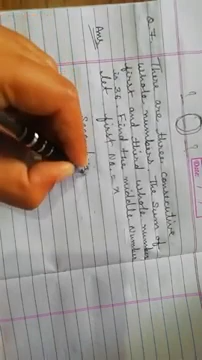 Q.7. There are three consecutive
whole numbers. The sum of
first and third whole number
is 36. Find the middle number
Ans let first No. = x